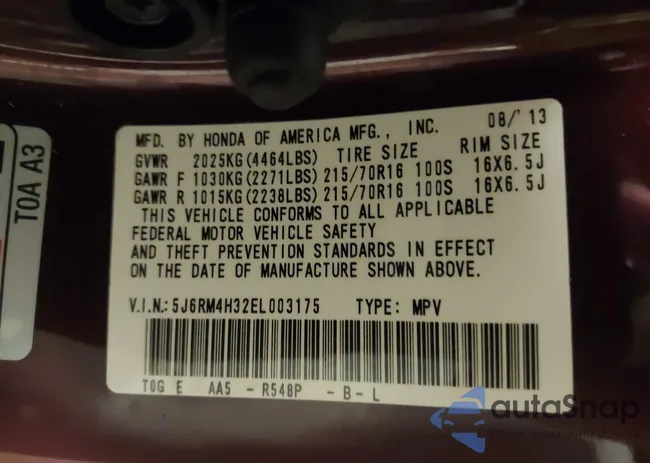 MFD. BY HONDA OF AMERICA MFG., INC. 08/'13
GVWR 2025KG(4464LBS) TIRE SIZE RIM SIZE
GAWR F 1030KG(2271LBS) 215/70R16 100S 16X6.5J
GAWR R 1015KG(2238LBS) 215/70R16 100S 16X6.5J
THIS VEHICLE CONFORMS TO ALL APPLICABLE
FEDERAL MOTOR VEHICLE SAFETY
AND THEFT PREVENTION STANDARDS IN EFFECT
ON THE DATE OF MANUFACTURE SHOWN ABOVE.
V.I.N.: 5J6RM4H32EL003175 TYPE: MPV
T0G E AA5 - R548P - B - L
T0A A3
autoSnap